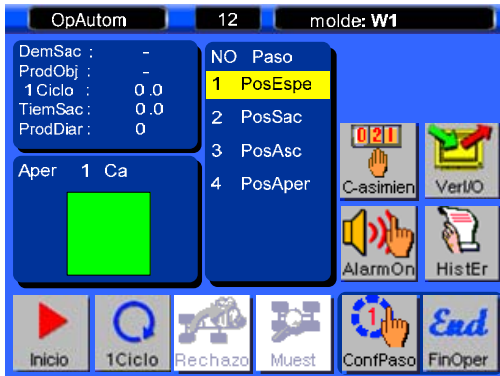 OpAutom 12 molde: W1
DemSac : -
ProdObj : -
1Ciclo : 0.0
TiemSac: 0.0
ProdDiar: 0
NO Paso
1 PosEspe
2 PosSac
3 PosAsc
4 PosAper
Aper 1 Ca
021
C-asimien
VerI/O
AlarmOn
HistEr
Inicio
1Ciclo
Rechazo
Muest
1
ConfPaso
End
FinOper